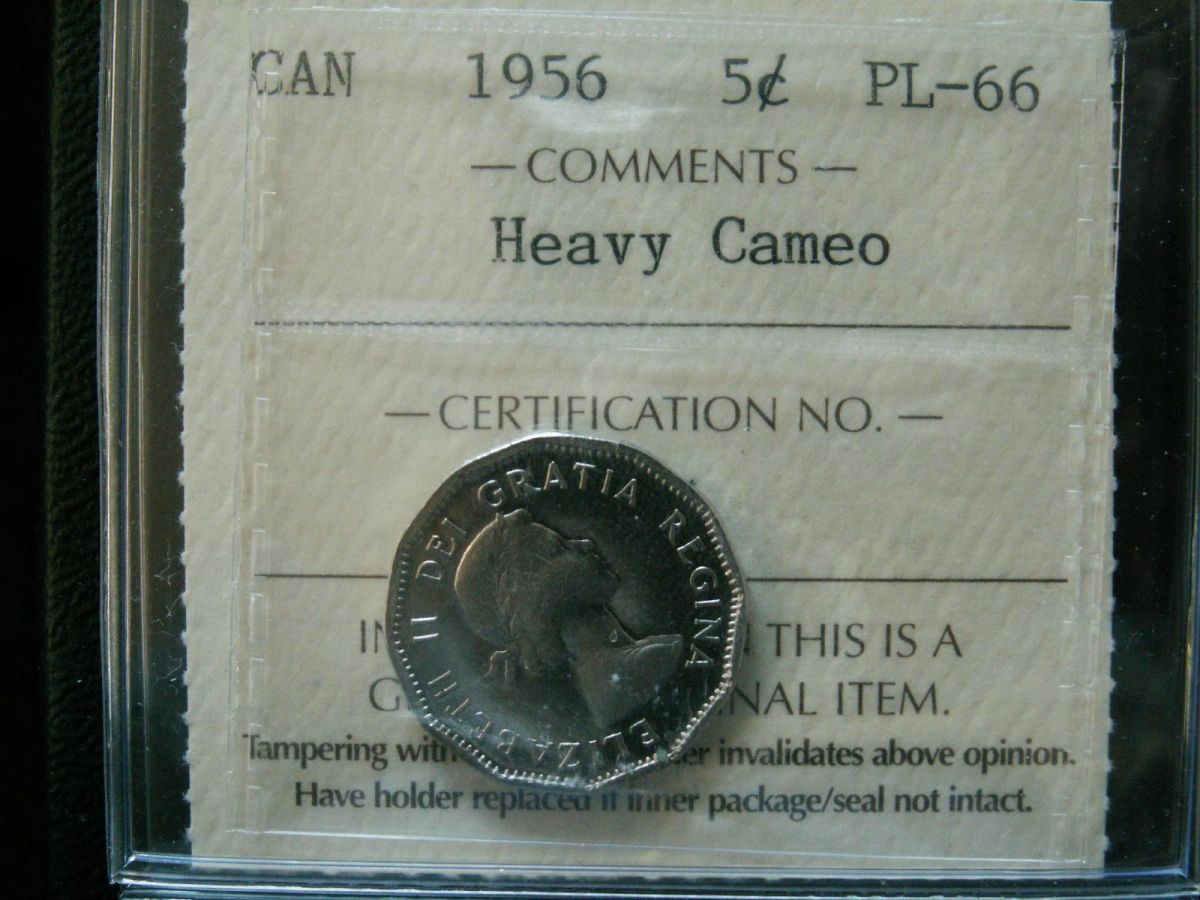 CAN 1956 5¢ PL-66
— COMMENTS —
Heavy Cameo
— CERTIFICATION NO. —
ELIZABETH II DEI GRATIA REGINA
THIS IS A
ITEM.
Tampering with invalidates above opinion.
Have holder replaced if inner package/seal not intact.